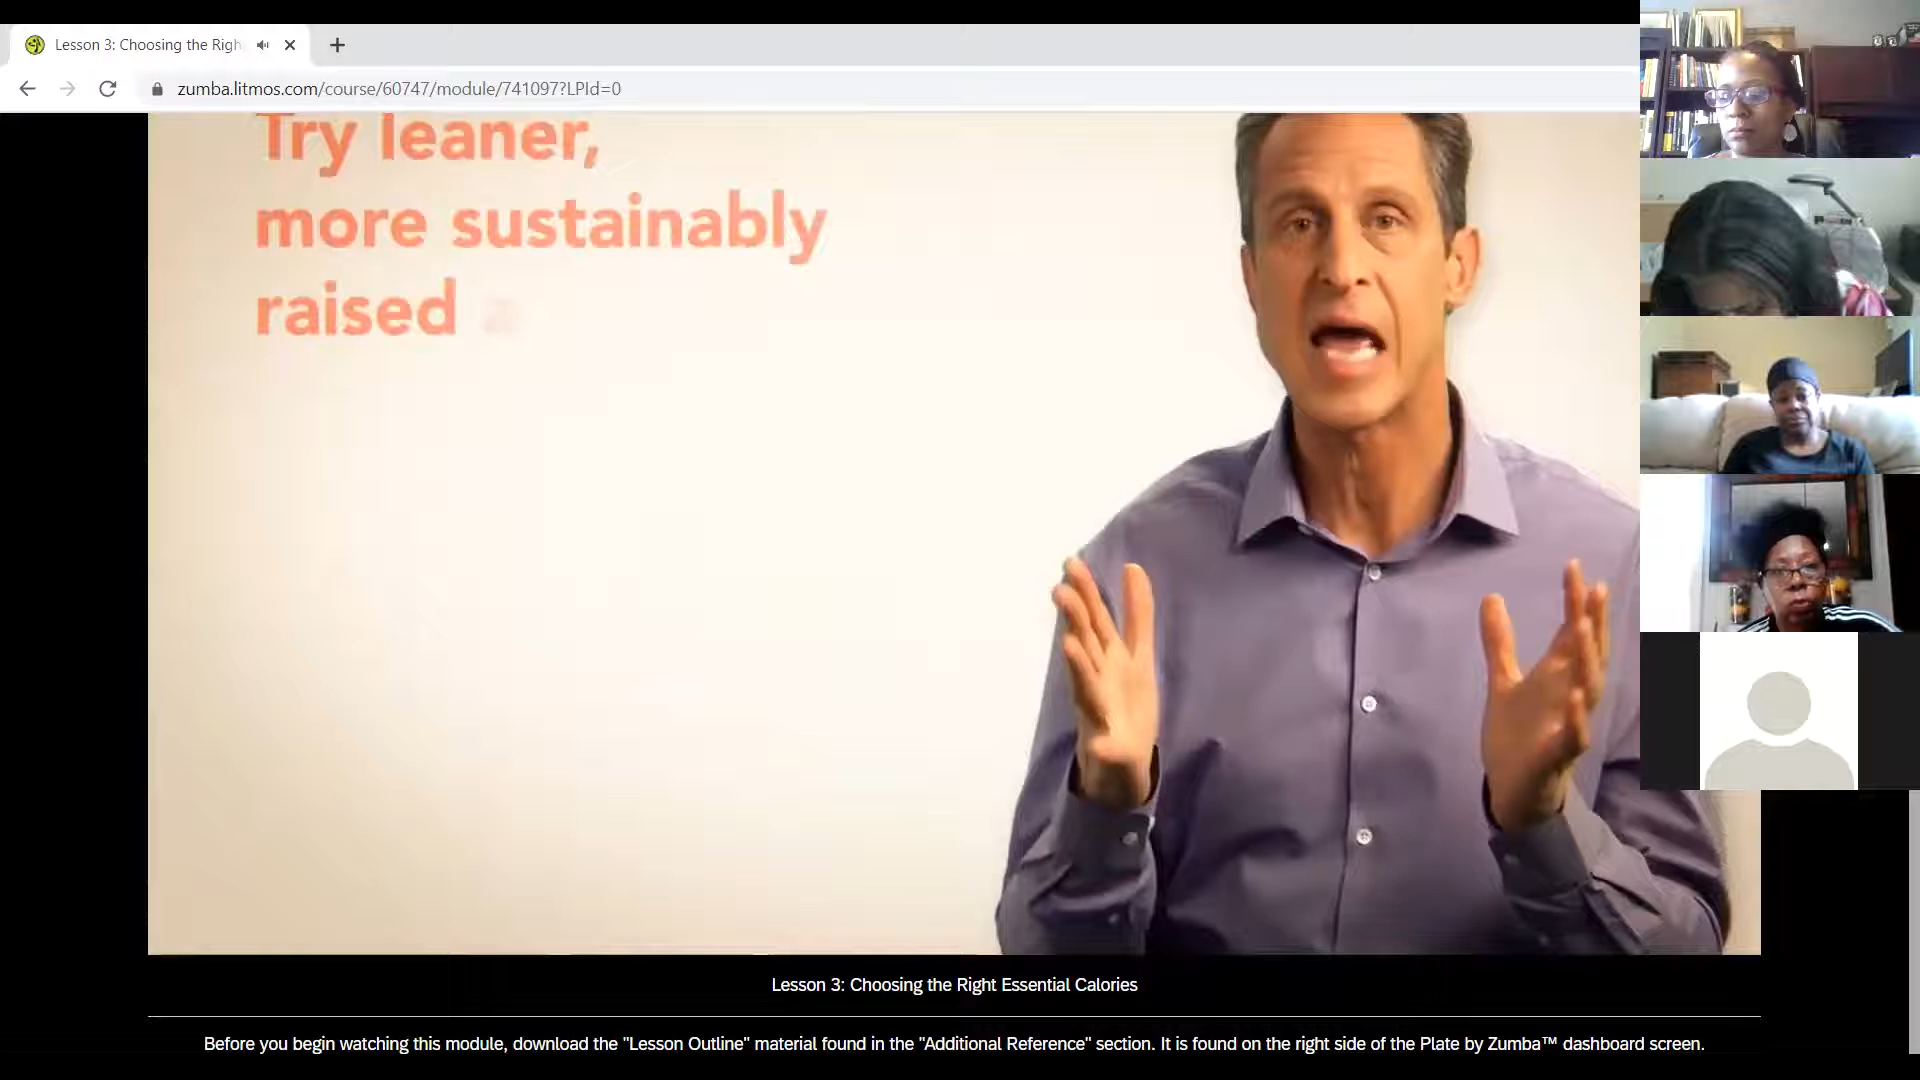 Lesson 3: Choosing the Righ
zumba.litmos.com/course/60747/module/741097?LPId=0
Try leaner,
more sustainably
raised
Lesson 3: Choosing the Right Essential Calories
Before you begin watching this module, download the "Lesson Outline" material found in the "Additional Reference" section. It is found on the right side of the Plate by Zumba™ dashboard screen.